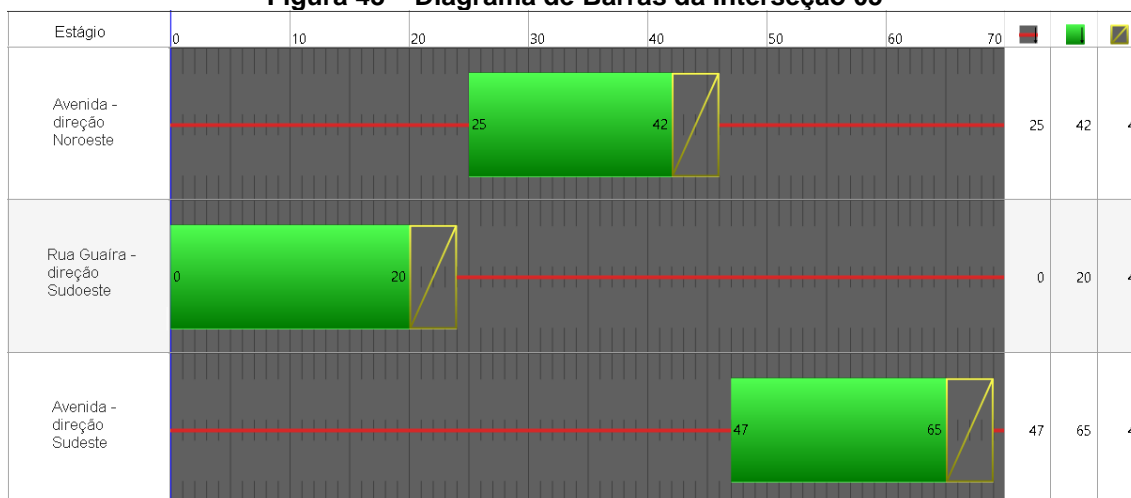 Estágio 0 10 20 30 40 50 60 70
Avenida -
direção
Noroeste
25 42 25 42
Rua Guaíra -
direção
Sudoeste
0 20 0 20
Avenida -
direção
Sudeste
47 65 47 65